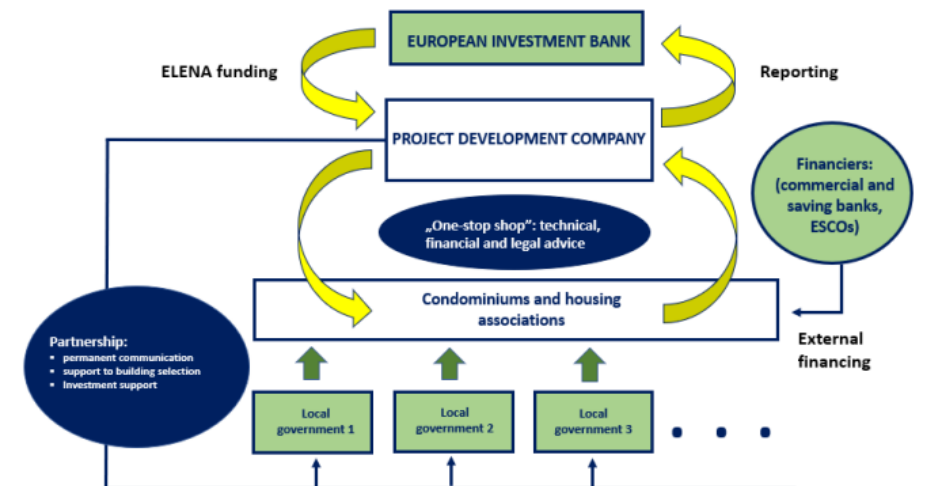 EUROPEAN INVESTMENT BANK
ELENA funding
Reporting
PROJECT DEVELOPMENT COMPANY
Financiers:
(commercial and
saving banks,
ESCOs)
„One-stop shop”: technical,
financial and legal advice
Condominiums and housing
associations
External
financing
Partnership:
▪ permanent communication
▪ support to building selection
▪ Investment support
Local
government 1
Local
government 2
Local
government 3